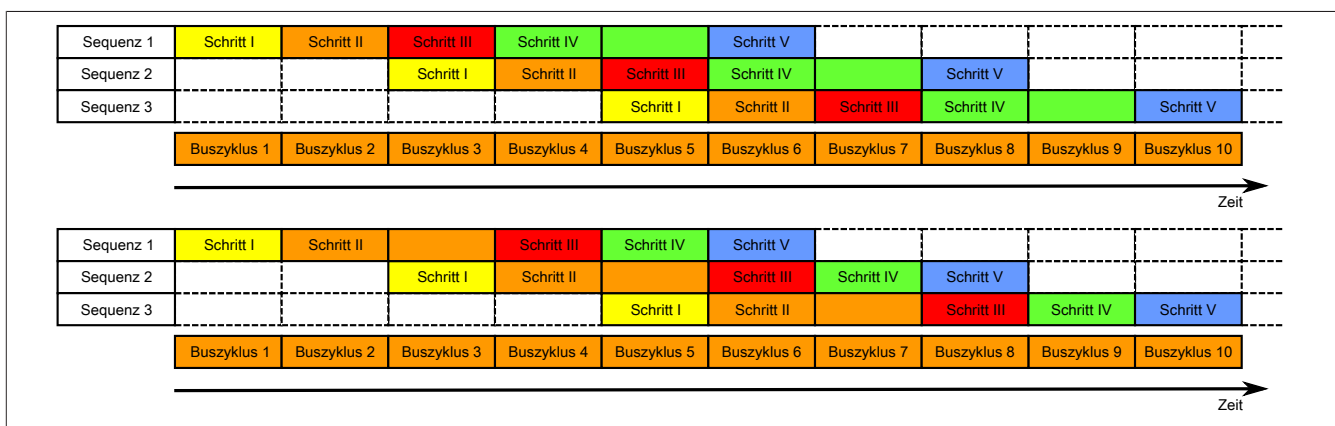 Sequenz 1 Schritt I Schritt II Schritt III Schritt IV Schritt V
Sequenz 2 Schritt I Schritt II Schritt III Schritt IV Schritt V
Sequenz 3 Schritt I Schritt II Schritt III Schritt IV Schritt V
Buszyklus 1 Buszyklus 2 Buszyklus 3 Buszyklus 4 Buszyklus 5 Buszyklus 6 Buszyklus 7 Buszyklus 8 Buszyklus 9 Buszyklus 10
Zeit
Sequenz 1 Schritt I Schritt II Schritt III Schritt IV Schritt V
Sequenz 2 Schritt I Schritt II Schritt III Schritt IV Schritt V
Sequenz 3 Schritt I Schritt II Schritt III Schritt IV Schritt V
Buszyklus 1 Buszyklus 2 Buszyklus 3 Buszyklus 4 Buszyklus 5 Buszyklus 6 Buszyklus 7 Buszyklus 8 Buszyklus 9 Buszyklus 10
Zeit